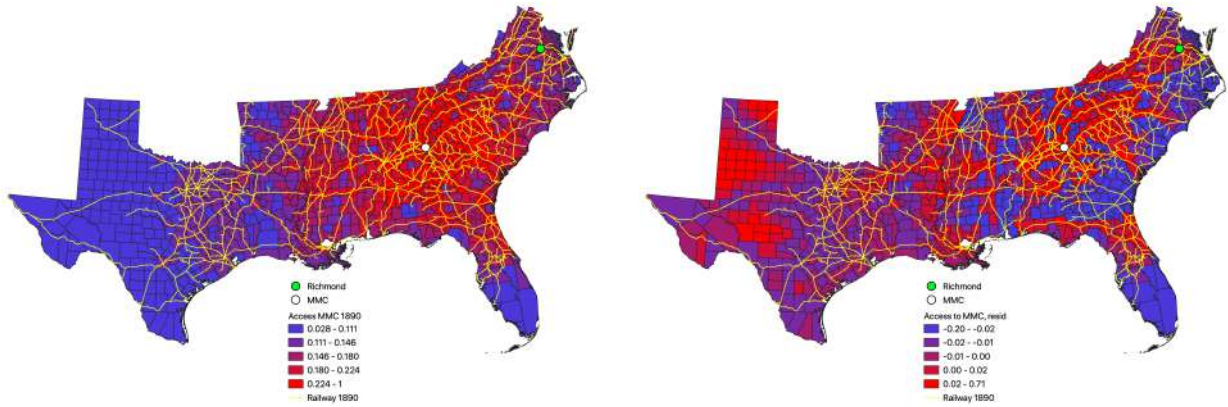 Richmond
MMC
Access MMC 1890
0.028 - 0.111
0.111 - 0.146
0.146 - 0.180
0.180 - 0.224
0.224 - 1
Railway 1890
Richmond
MMC
Access to MMC, resid
-0.20 - -0.02
-0.02 - -0.01
-0.01 - 0.00
0.00 - 0.02
0.02 - 0.71
Railway 1890